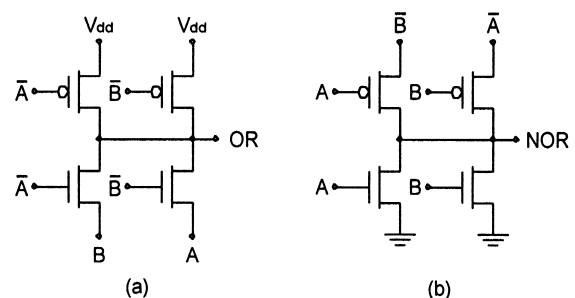 Vdd Vdd B̅ A̅
A̅ B̅ A B
OR NOR
A̅ B̅ A B
B A
(a) (b)